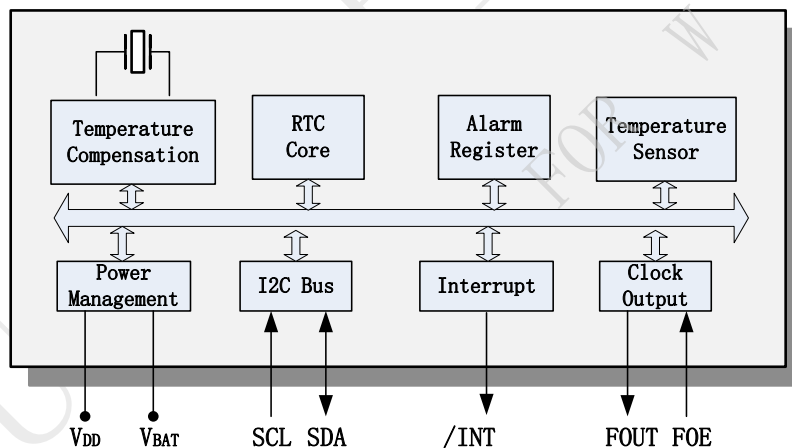 Temperature
Compensation
RTC
Core
Alarm
Register
Temperature
Sensor
Power
Management
I2C Bus
Interrupt
Clock
Output
VDD
VBAT
SCL
SDA
/INT
FOUT
FOE
FOR
W